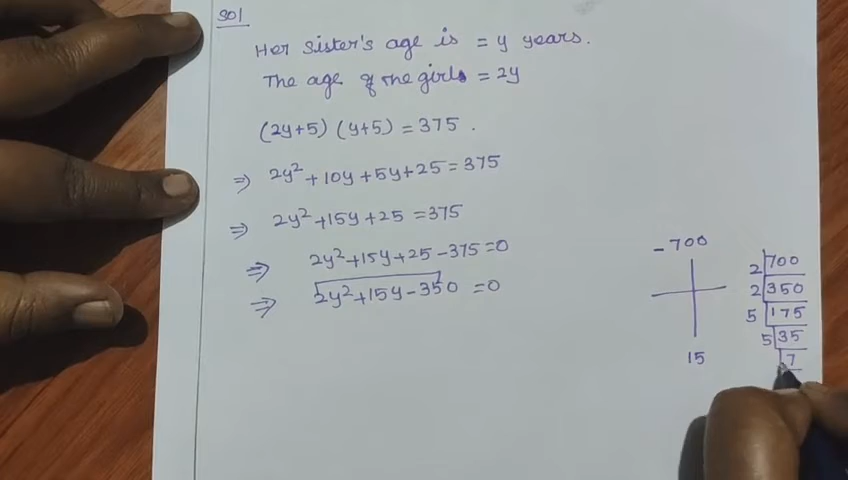 Sol
Her sister's age is = y years.
The age of the girl = 2y
(2y+5) (y+5) = 375.
⇒ 2y²+10y+5y+25=375
⇒ 2y²+15y+25=375
⇒ 2y²+15y+25-375=0
⇒ 2y²+15y-350=0
-700
15
2 700
2 350
5 175
5 35
7